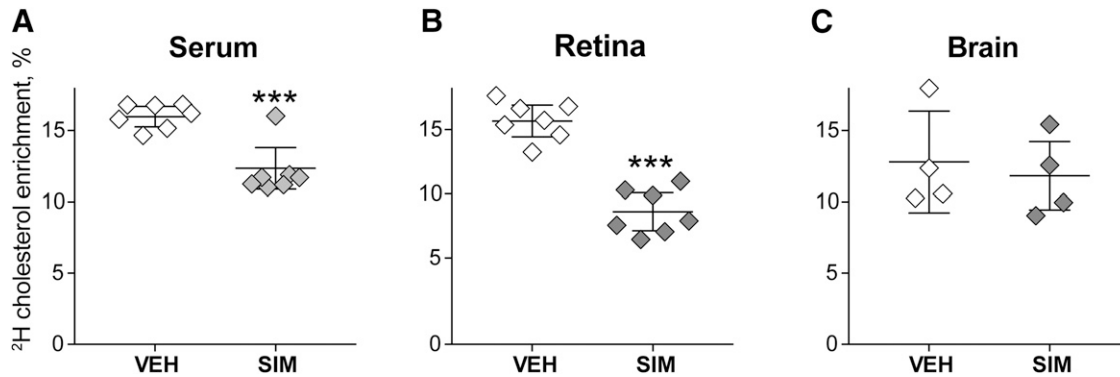 A
Serum
²H cholesterol enrichment, %
15
10
5
0
***
VEH
SIM
B
Retina
15
10
5
0
***
VEH
SIM
C
Brain
15
10
5
0
VEH
SIM